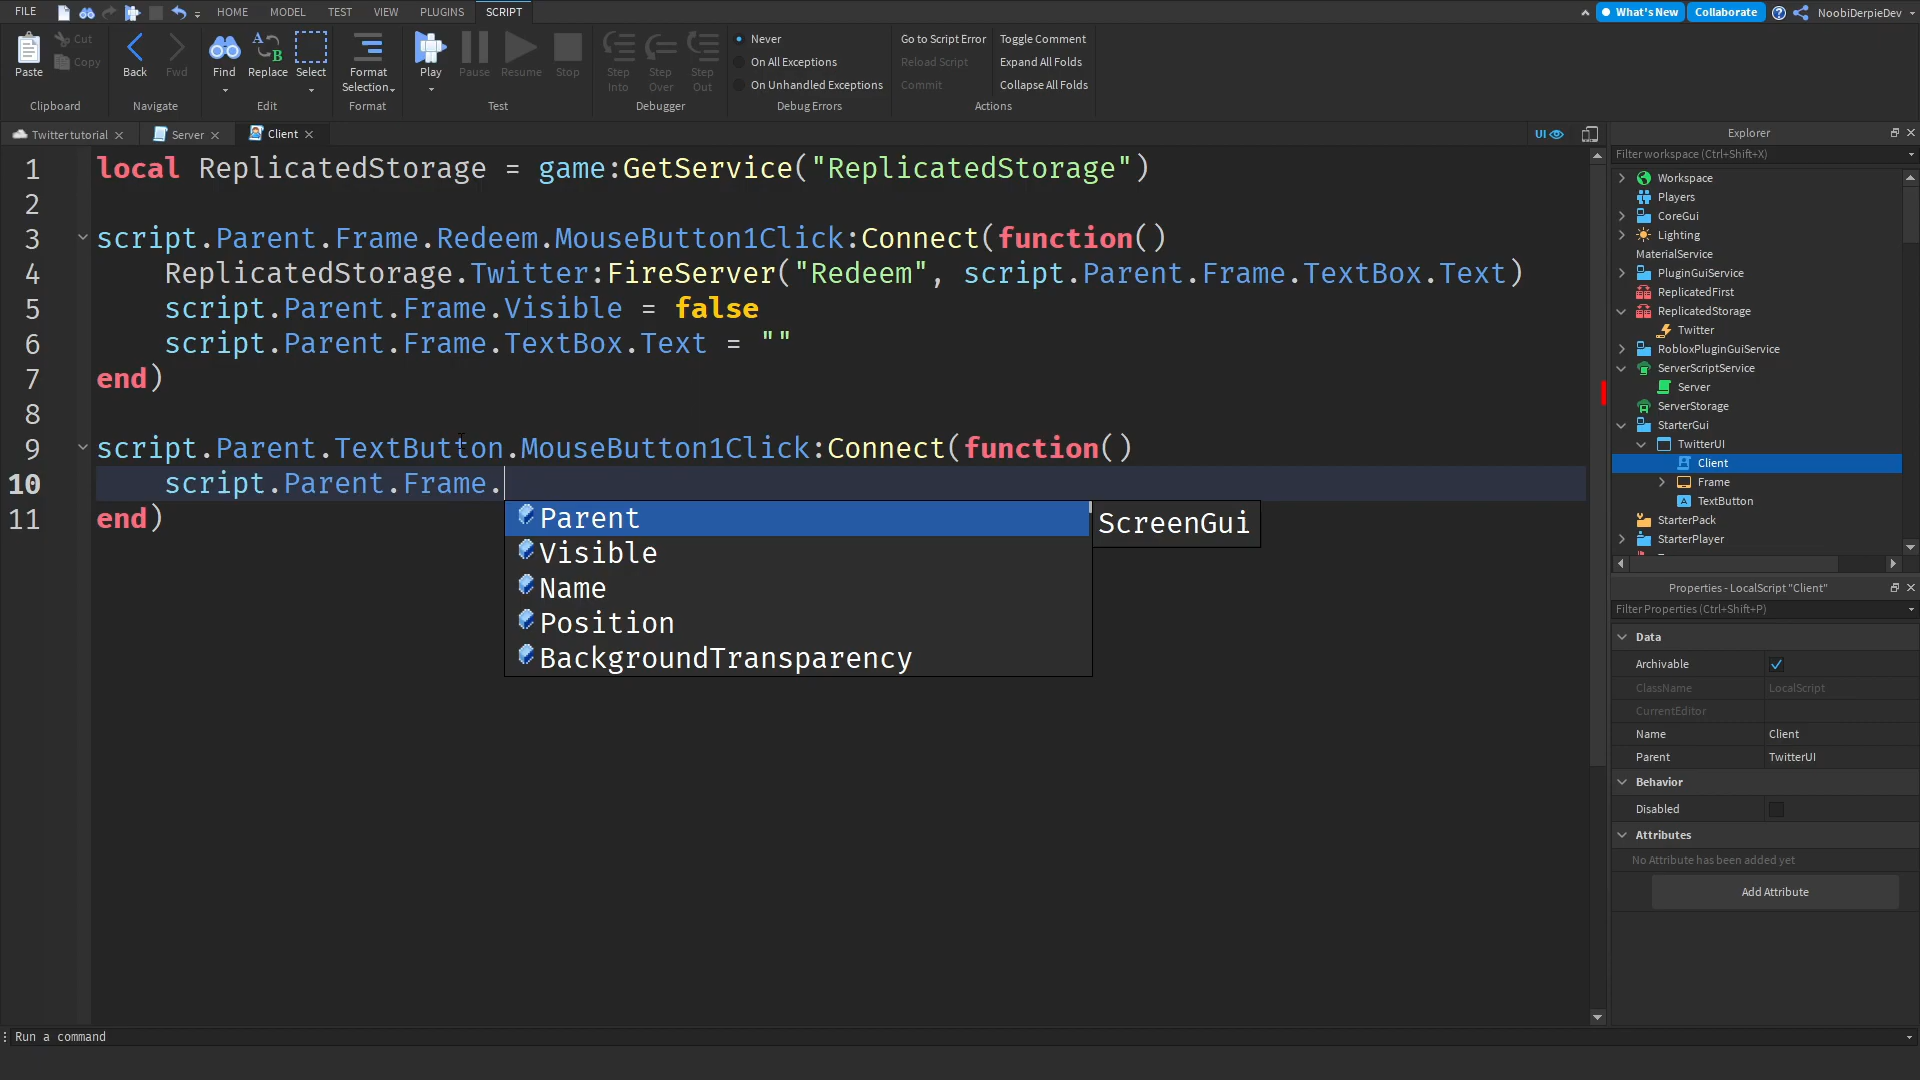 FILE HOME MODEL TEST VIEW PLUGINS SCRIPT What's New Collaborate NoobiDerpieDev
Paste Cut Copy Back Fwd Find Replace Select Format Selection Play Pause Resume Stop Step Into Step Over Step Out
Never
On All Exceptions
On Unhandled Exceptions
Go to Script Error Toggle Comment
Reload Script Expand All Folds
Commit Collapse All Folds
Clipboard Navigate Edit Format Test Debugger Debug Errors Actions
Twitter tutorial Server Client UI
1 local ReplicatedStorage = game:GetService("ReplicatedStorage")
2
3 script.Parent.Frame.Redeem.MouseButton1Click:Connect(function()
4 ReplicatedStorage.Twitter:FireServer("Redeem", script.Parent.Frame.TextBox.Text)
5 script.Parent.Frame.Visible = false
6 script.Parent.Frame.TextBox.Text = ""
7 end)
8
9 script.Parent.TextButton.MouseButton1Click:Connect(function()
10 script.Parent.Frame.
11 end)
Parent
Visible
Name
Position
BackgroundTransparency
ScreenGui
Explorer
Filter workspace (Ctrl+Shift+X)
Workspace
Players
CoreGui
Lighting
MaterialService
PluginGuiService
ReplicatedFirst
ReplicatedStorage
Twitter
RobloxPluginGuiService
ServerScriptService
Server
ServerStorage
StarterGui
TwitterUI
Client
Frame
TextButton
StarterPack
StarterPlayer
Properties - LocalScript "Client"
Filter Properties (Ctrl+Shift+P)
Data
Archivable
ClassName LocalScript
CurrentEditor
Name Client
Parent TwitterUI
Behavior
Disabled
Attributes
No Attribute has been added yet
Add Attribute
Run a command